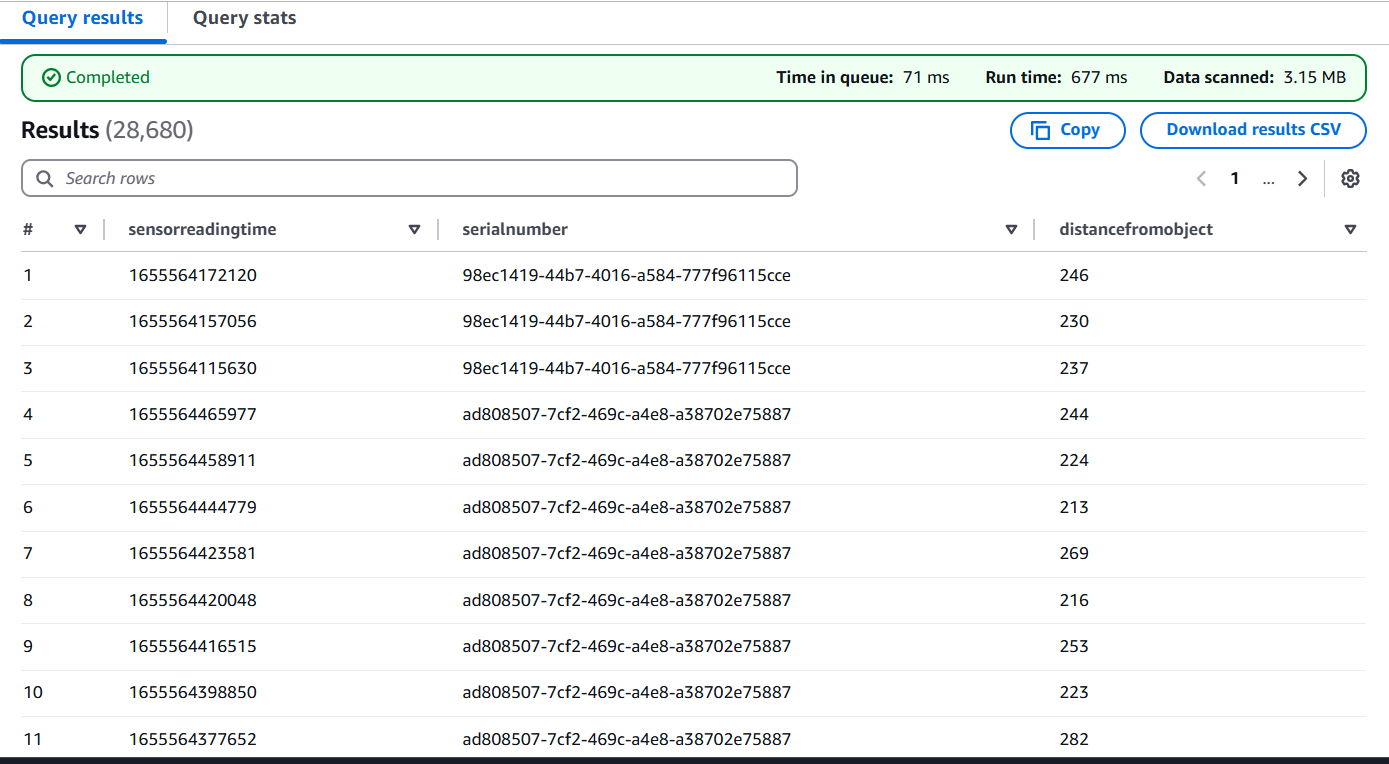 Query results Query stats
Completed Time in queue: 71 ms Run time: 677 ms Data scanned: 3.15 MB
Results (28,680) Copy Download results CSV
Search rows 1 ...
# sensorreadingtime serialnumber distancefromobject
1 1655564172120 98ec1419-44b7-4016-a584-777f96115cce 246
2 1655564157056 98ec1419-44b7-4016-a584-777f96115cce 230
3 1655564115630 98ec1419-44b7-4016-a584-777f96115cce 237
4 1655564465977 ad808507-7cf2-469c-a4e8-a38702e75887 244
5 1655564458911 ad808507-7cf2-469c-a4e8-a38702e75887 224
6 1655564444779 ad808507-7cf2-469c-a4e8-a38702e75887 213
7 1655564423581 ad808507-7cf2-469c-a4e8-a38702e75887 269
8 1655564420048 ad808507-7cf2-469c-a4e8-a38702e75887 216
9 1655564416515 ad808507-7cf2-469c-a4e8-a38702e75887 253
10 1655564398850 ad808507-7cf2-469c-a4e8-a38702e75887 223
11 1655564377652 ad808507-7cf2-469c-a4e8-a38702e75887 282